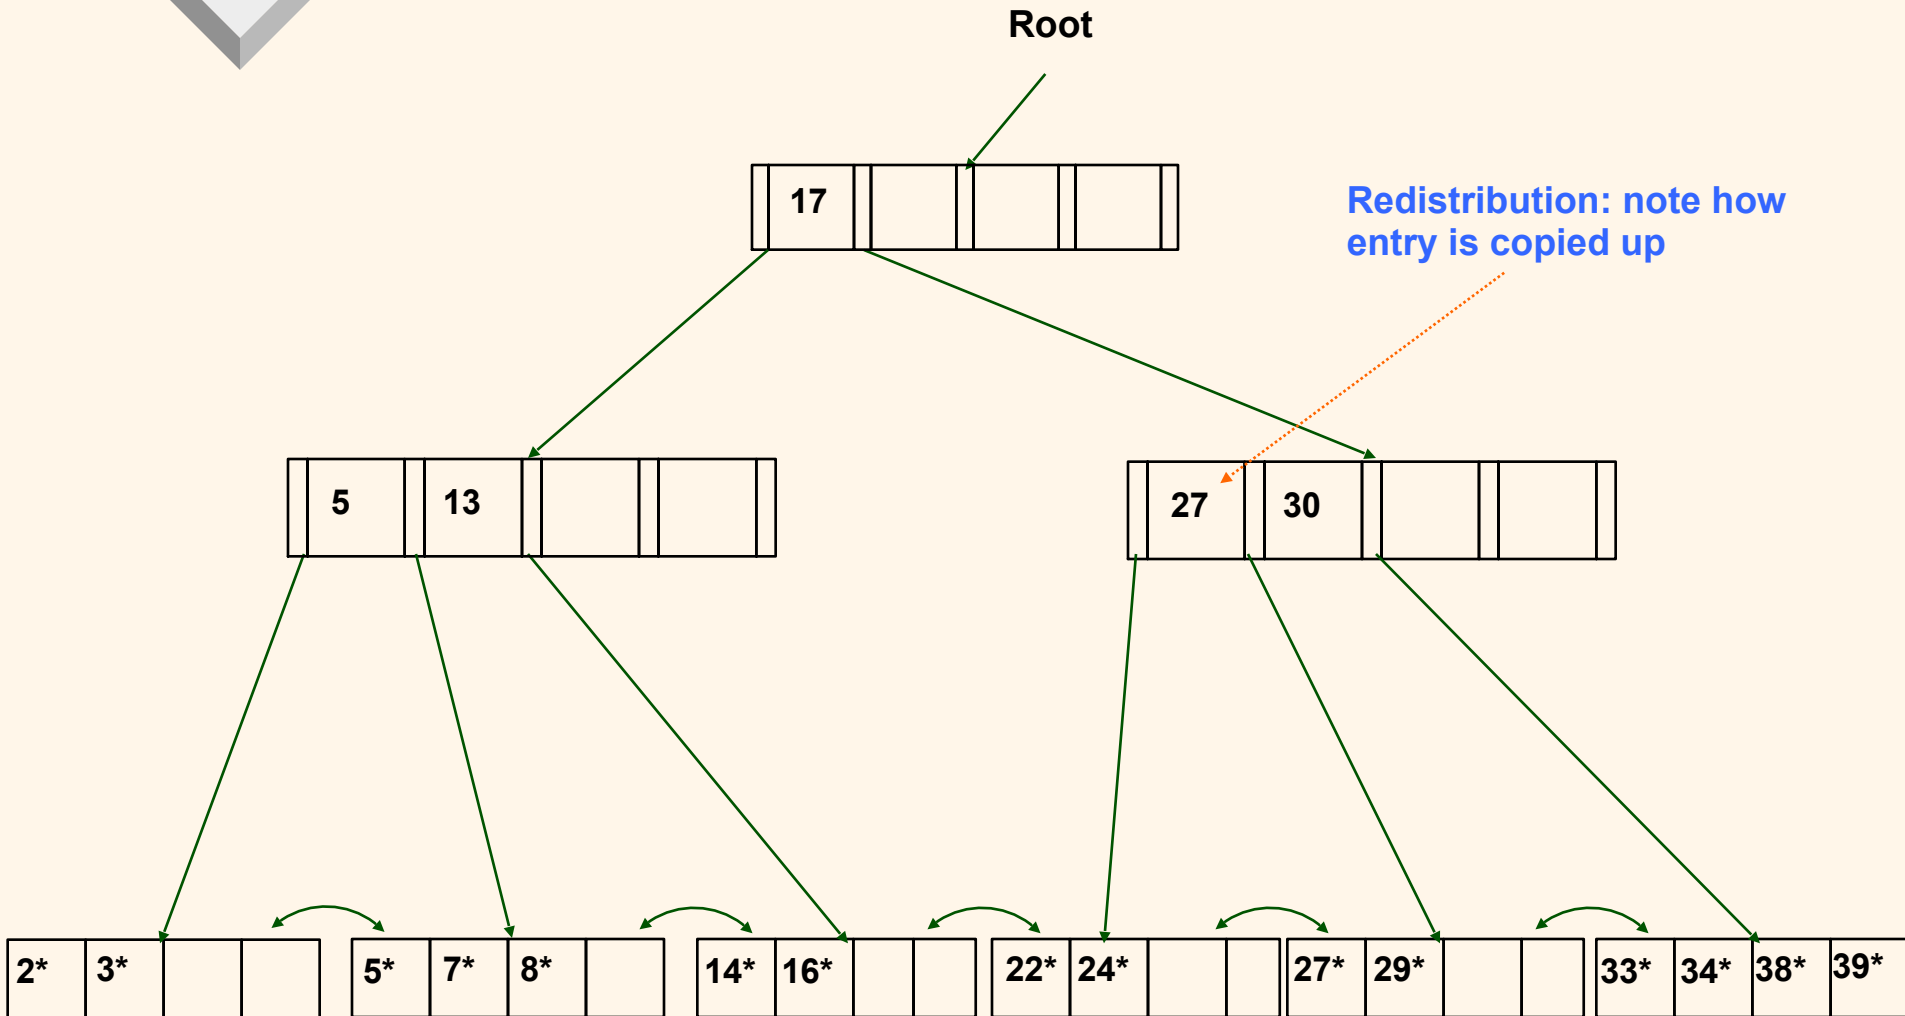 Root
17
Redistribution: note how
entry is copied up
5 13
27 30
2* 3* 5* 7* 8* 14* 16* 22* 24* 27* 29* 33* 34* 38* 39*